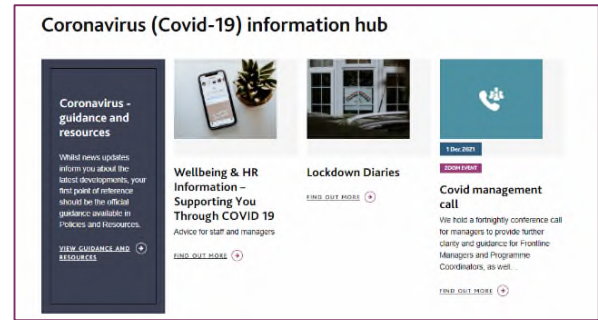 Coronavirus (Covid-19) information hub
Coronavirus -
guidance and
resources
Whilst news updates
inform you about the
latest developments, your
first point of reference
should be the official
guidance available in
Policies and Resources.
VIEW GUIDANCE AND
RESOURCES
Wellbeing & HR
Information –
Supporting You
Through COVID 19
Advice for staff and managers
FIND OUT MORE
Lockdown Diaries
FIND OUT MORE
1 Dec 2021
ZOOM EVENT
Covid management
call
We hold a fortnightly conference call
for managers to provide further
clarity and guidance for Frontline
Managers and Programme
Coordinators, as well...
FIND OUT MORE